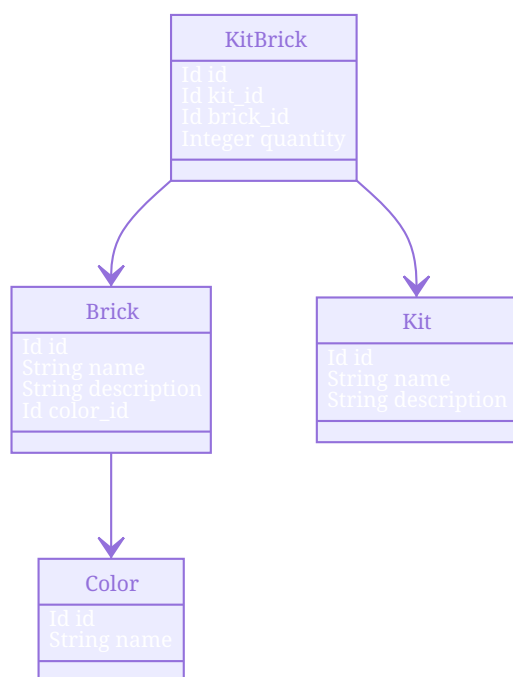 KitBrick
Id id
Id kit_id
Id brick_id
Integer quantity
Brick
Id id
String name
String description
Id color_id
Kit
Id id
String name
String description
Color
Id id
String name